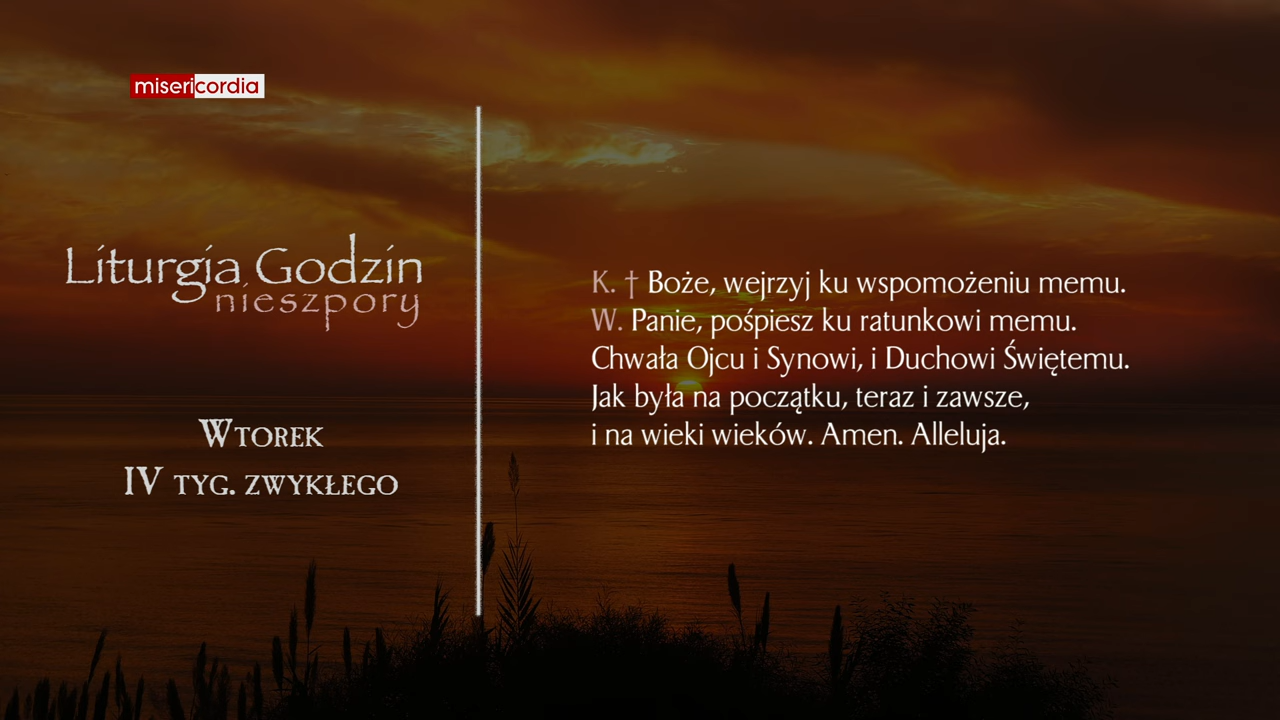 misericordia
Liturgia Godzin
nieszpory
Wtorek
IV tyg. zwykłego
K. † Boże, wejrzyj ku wspomożeniu memu.
W. Panie, pośpiesz ku ratunkowi memu.
Chwała Ojcu i Synowi, i Duchowi Świętemu.
Jak była na początku, teraz i zawsze,
i na wieki wieków. Amen. Alleluja.